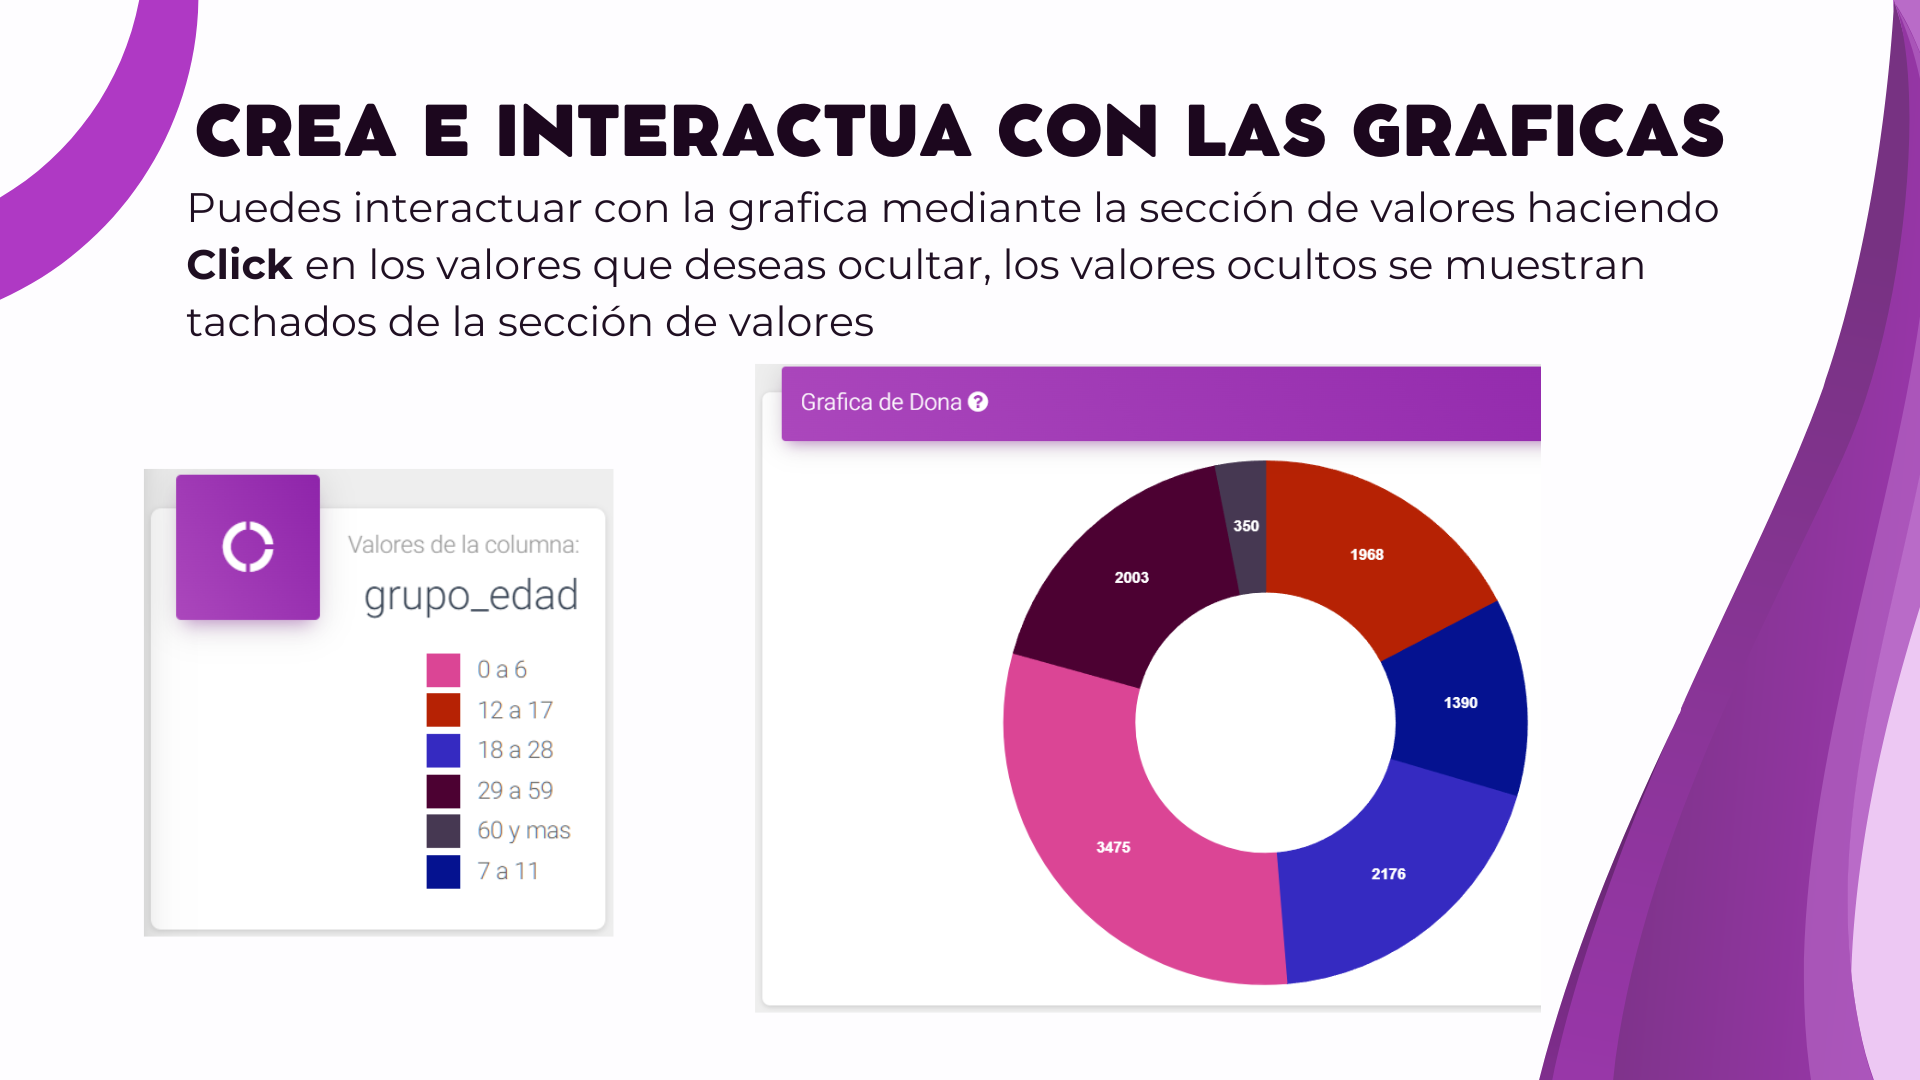 CREA E INTERACTUA CON LAS GRAFICAS
Puedes interactuar con la grafica mediante la sección de valores haciendo
Click en los valores que deseas ocultar, los valores ocultos se muestran
tachados de la sección de valores
Valores de la columna:
grupo_edad
0 a 6
12 a 17
18 a 28
29 a 59
60 y mas
7 a 11
Grafica de Dona ?
350
1968
2003
1390
3475
2176